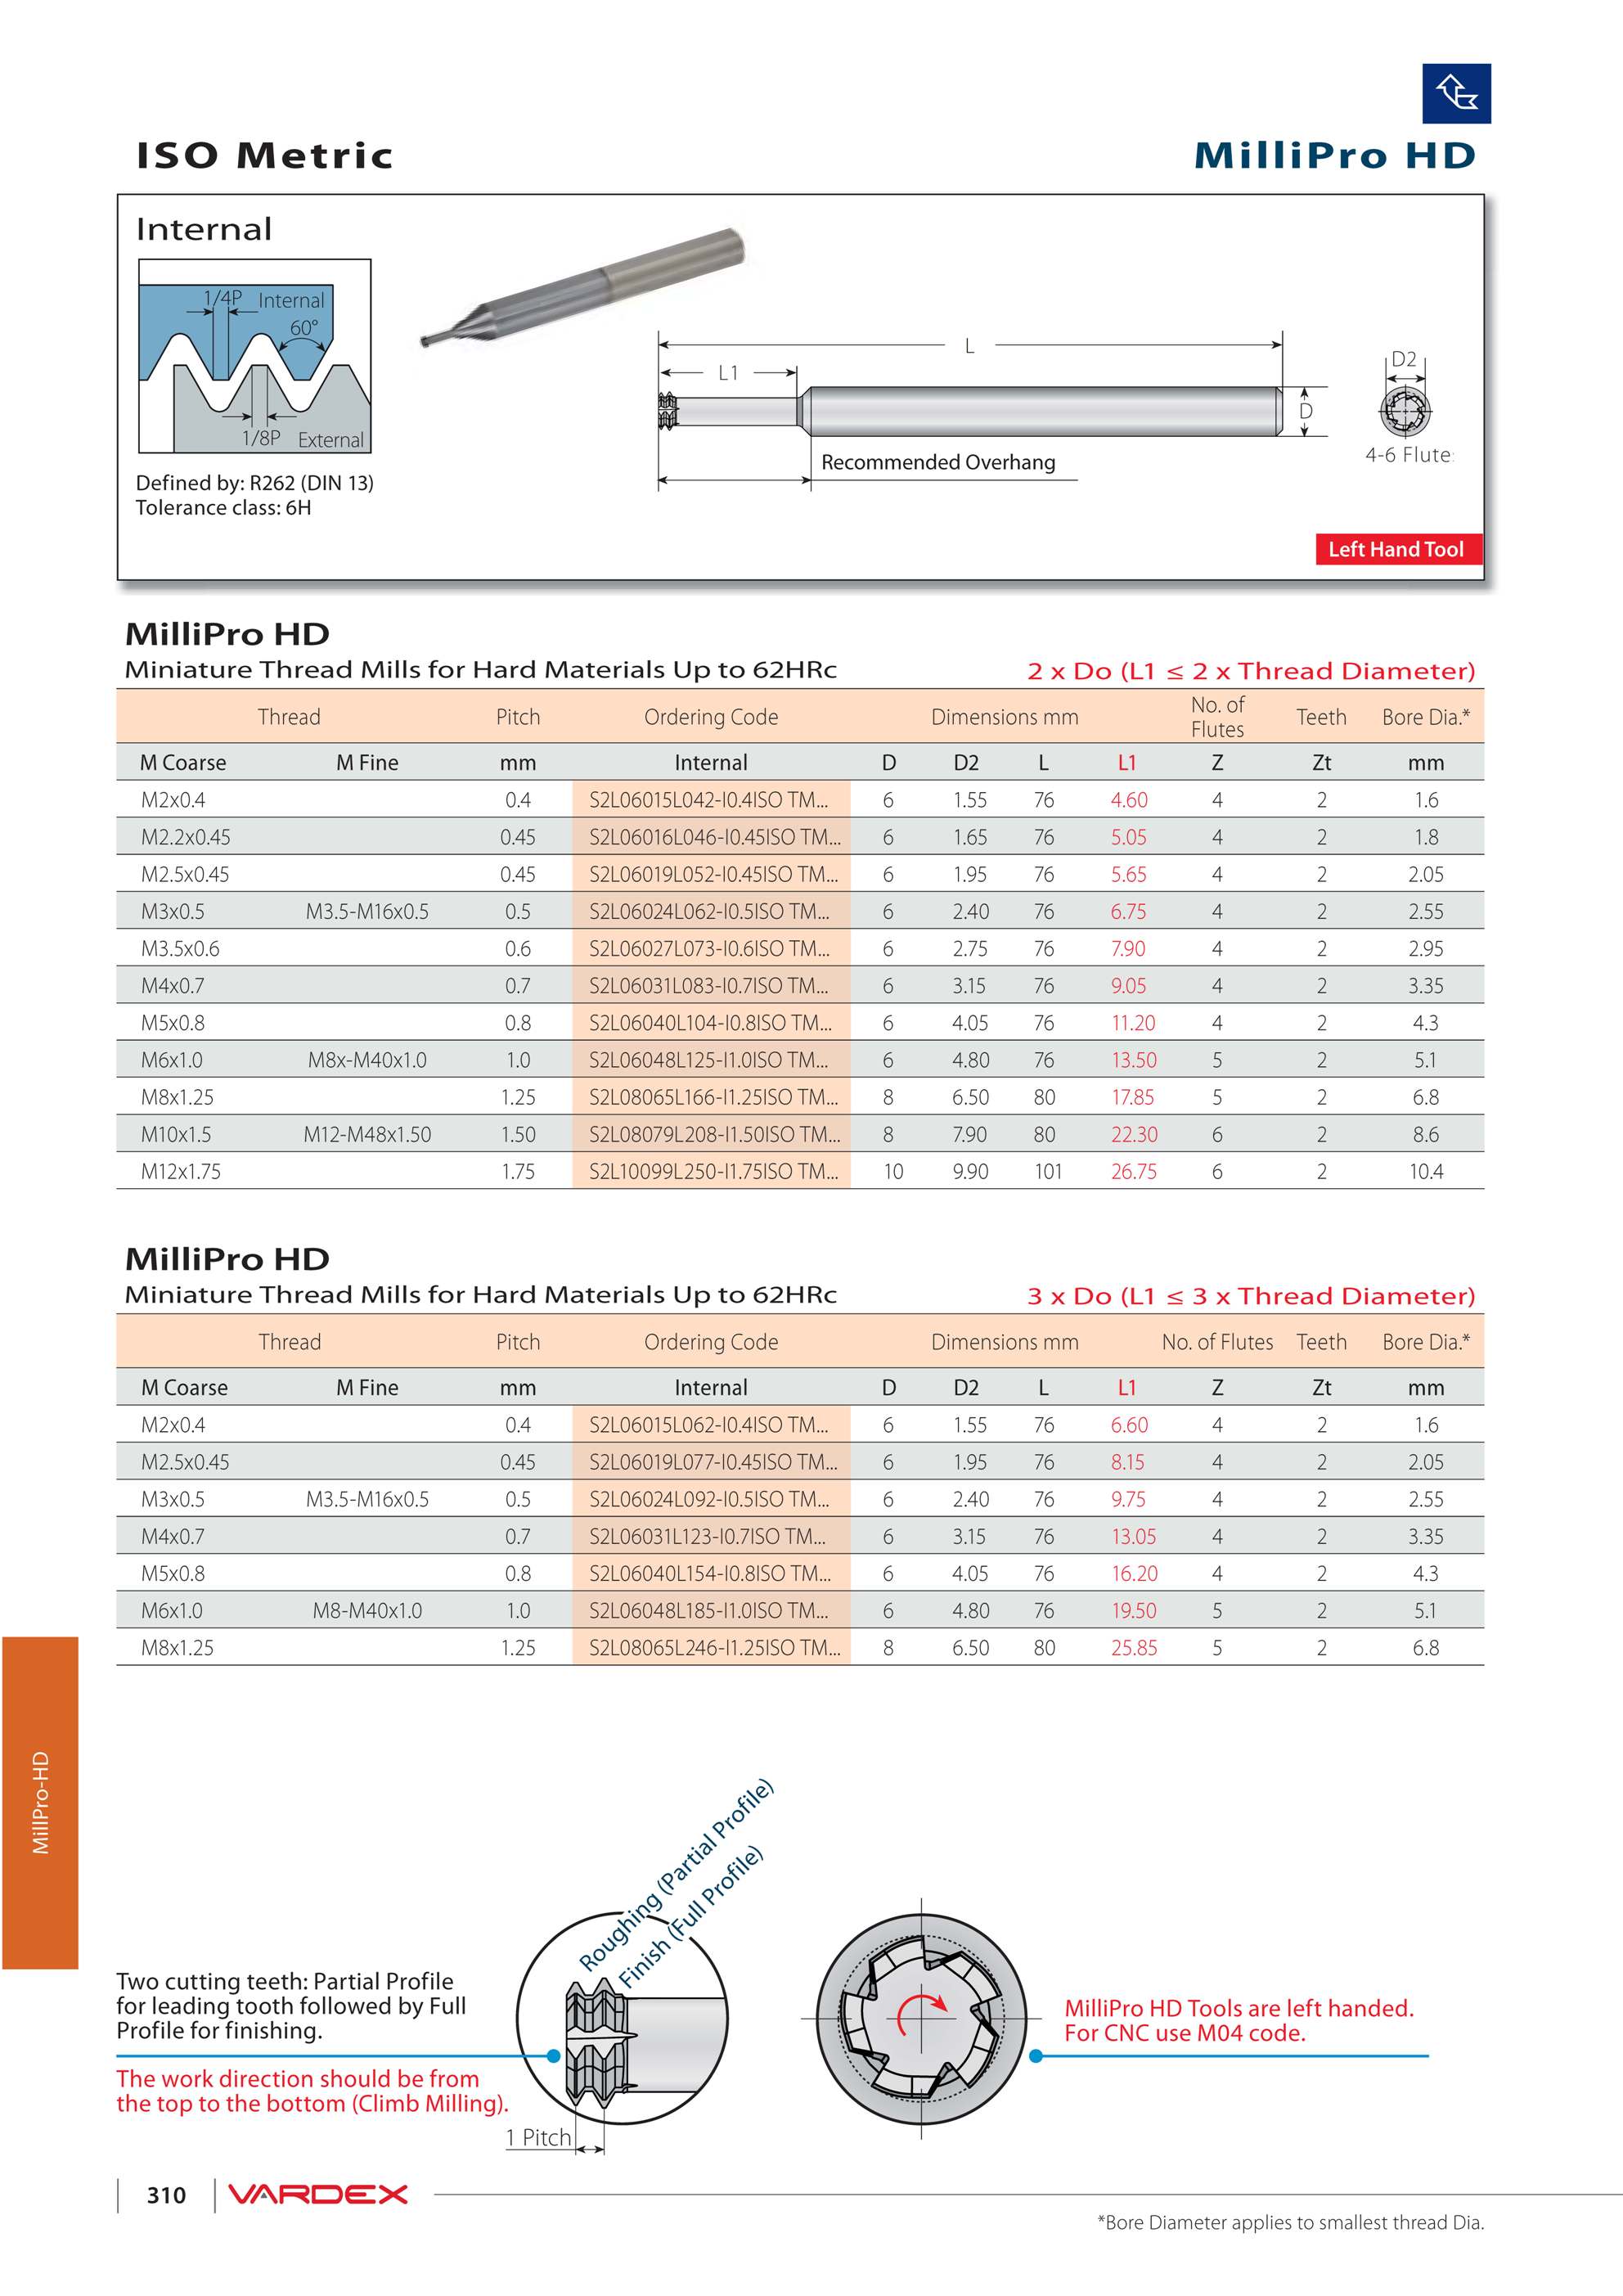 ISO Metric
MilliPro HD
Internal
1/4P Internal
60°
1/8P External
Defined by: R262 (DIN 13)
Tolerance class: 6H
L
L1
D
D2
4-6 Flute
Recommended Overhang
Left Hand Tool
MilliPro HD
Miniature Thread Mills for Hard Materials Up to 62HRc 2 x Do (L1 ≤ 2 x Thread Diameter)
Thread Pitch Ordering Code Dimensions mm No. of Flutes Teeth Bore Dia.*
M Coarse M Fine mm Internal D D2 L L1 Z Zt mm
M2x0.4 0.4 S2L06015L042-I0.4ISO TM... 6 1.55 76 4.60 4 2 1.6
M2.2x0.45 0.45 S2L06016L046-I0.45ISO TM... 6 1.65 76 5.05 4 2 1.8
M2.5x0.45 0.45 S2L06019L052-I0.45ISO TM... 6 1.95 76 5.65 4 2 2.05
M3x0.5 M3.5-M16x0.5 0.5 S2L06024L062-I0.5ISO TM... 6 2.40 76 6.75 4 2 2.55
M3.5x0.6 0.6 S2L06027L073-I0.6ISO TM... 6 2.75 76 7.90 4 2 2.95
M4x0.7 0.7 S2L06031L083-I0.7ISO TM... 6 3.15 76 9.05 4 2 3.35
M5x0.8 0.8 S2L06040L104-I0.8ISO TM... 6 4.05 76 11.20 4 2 4.3
M6x1.0 M8x-M40x1.0 1.0 S2L06048L125-I1.0ISO TM... 6 4.80 76 13.50 5 2 5.1
M8x1.25 1.25 S2L08065L166-I1.25ISO TM... 8 6.50 80 17.85 5 2 6.8
M10x1.5 M12-M48x1.50 1.50 S2L08079L208-I1.50ISO TM... 8 7.90 80 22.30 6 2 8.6
M12x1.75 1.75 S2L10099L250-I1.75ISO TM... 10 9.90 101 26.75 6 2 10.4
MilliPro HD
Miniature Thread Mills for Hard Materials Up to 62HRc 3 x Do (L1 ≤ 3 x Thread Diameter)
Thread Pitch Ordering Code Dimensions mm No. of Flutes Teeth Bore Dia.*
M Coarse M Fine mm Internal D D2 L L1 Z Zt mm
M2x0.4 0.4 S2L06015L062-I0.4ISO TM... 6 1.55 76 6.60 4 2 1.6
M2.5x0.45 0.45 S2L06019L077-I0.45ISO TM... 6 1.95 76 8.15 4 2 2.05
M3x0.5 M3.5-M16x0.5 0.5 S2L06024L092-I0.5ISO TM... 6 2.40 76 9.75 4 2 2.55
M4x0.7 0.7 S2L06031L123-I0.7ISO TM... 6 3.15 76 13.05 4 2 3.35
M5x0.8 0.8 S2L06040L154-I0.8ISO TM... 6 4.05 76 16.20 4 2 4.3
M6x1.0 M8-M40x1.0 1.0 S2L06048L185-I1.0ISO TM... 6 4.80 76 19.50 5 2 5.1
M8x1.25 1.25 S2L08065L246-I1.25ISO TM... 8 6.50 80 25.85 5 2 6.8
MillPro-HD
Roughing (Partial Profile)
Finish (Full Profile)
Two cutting teeth: Partial Profile
for leading tooth followed by Full
Profile for finishing.
The work direction should be from
the top to the bottom (Climb Milling).
1 Pitch
MilliPro HD Tools are left handed.
For CNC use M04 code.
310 VARDEX
*Bore Diameter applies to smallest thread Dia.